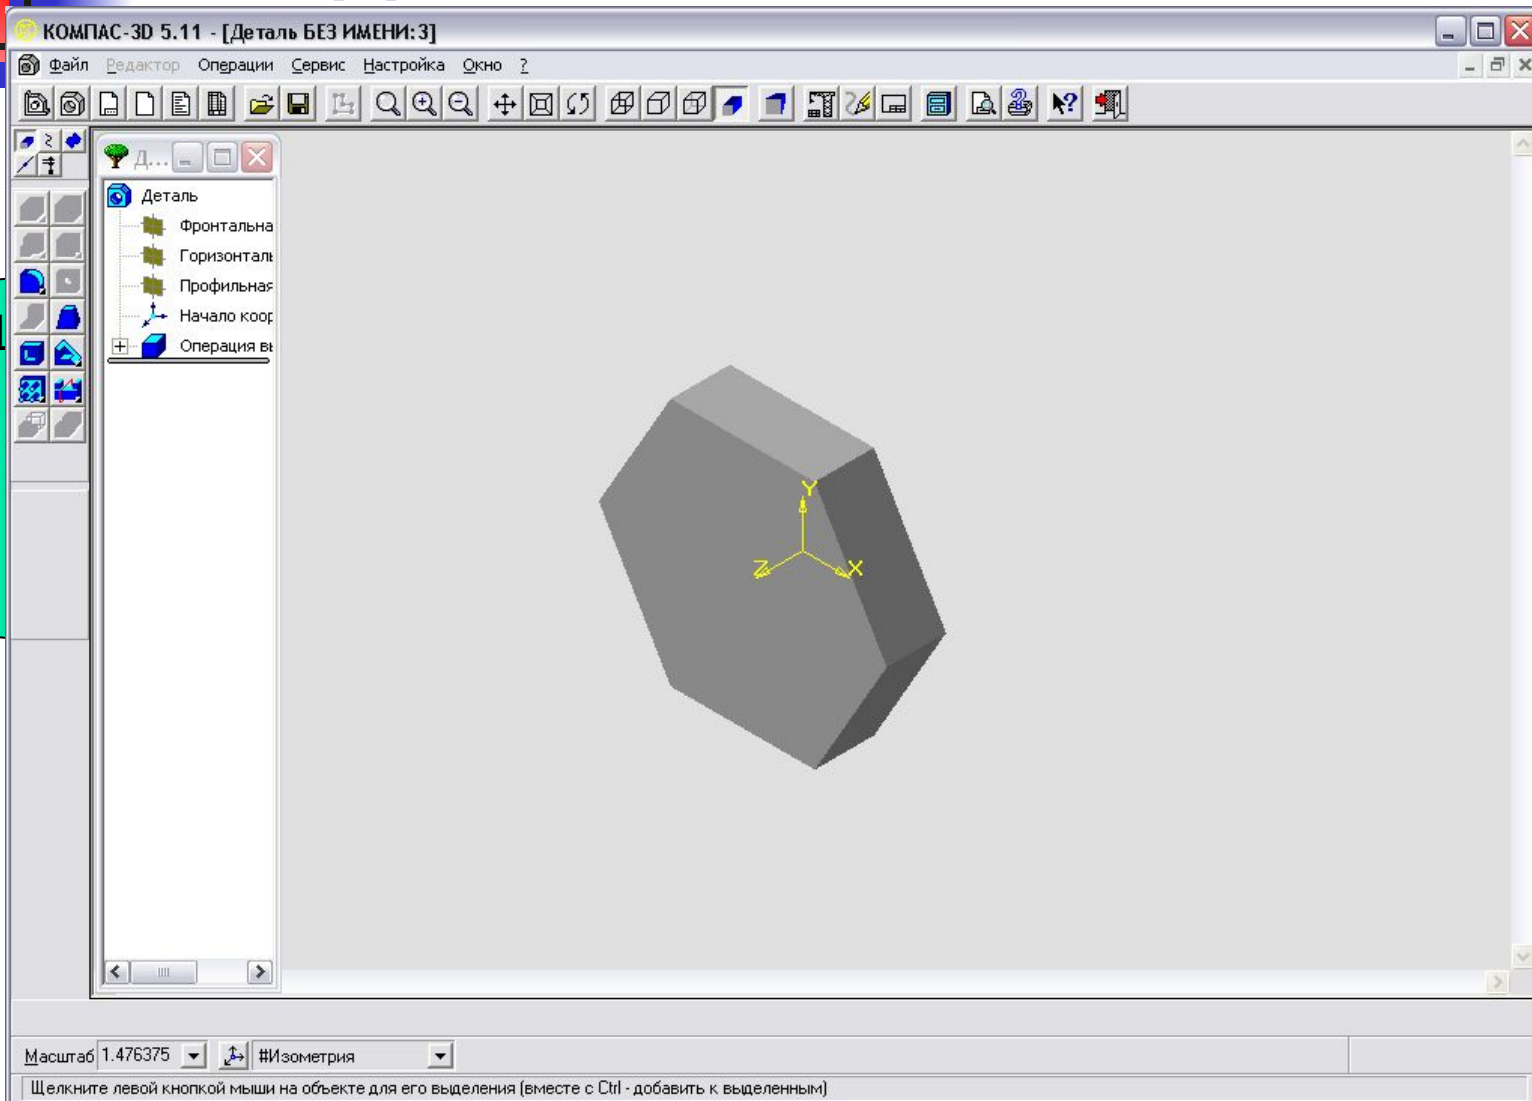 КОМПАС-3D 5.11 - [Деталь БЕЗ ИМЕНИ:3]
Файл Редактор Операции Сервис Настройка Окно ?
Д...
Деталь
Фронтальна
Горизонталь
Профильная
Начало коор
Операция вы
Y
Z X
Масштаб 1.476375 #Изометрия
Щелкните левой кнопкой мыши на объекте для его выделения (вместе с Ctrl - добавить к выделенным)